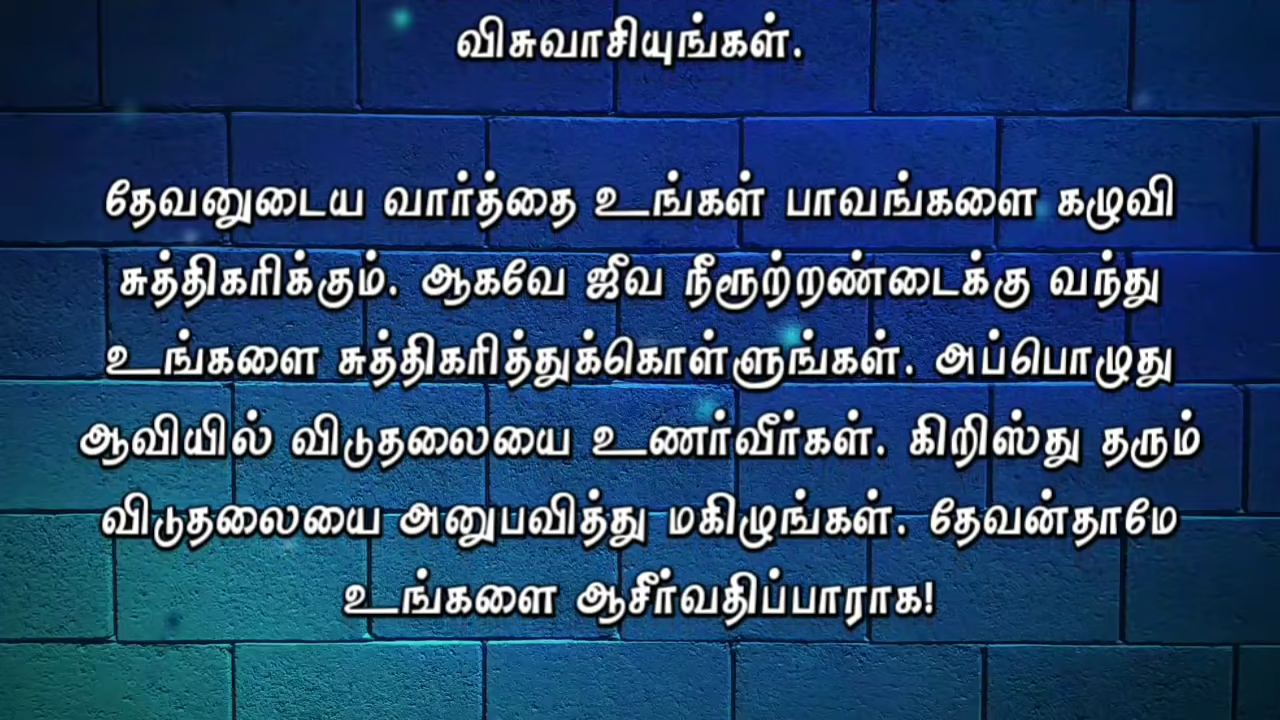 விசுவாசியுங்கள்.
தேவனுடைய வார்த்தை உங்கள் பாவங்களை கழுவி
சுத்திகரிக்கும். ஆகவே ஜீவ நீரூற்றண்டைக்கு வந்து
உங்களை சுத்திகரித்துக்கொள்ளுங்கள். அப்பொழுது
ஆவியில் விடுதலையை உணர்வீர்கள். கிறிஸ்து தரும்
விடுதலையை அனுபவித்து மகிழுங்கள். தேவன்தாமே
உங்களை ஆசீர்வதிப்பாராக!